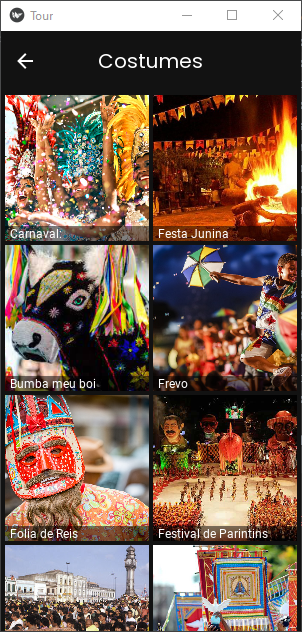 Tour
Costumes
Carnaval:
Festa Junina
Bumba meu boi
Frevo
Folia de Reis
Festival de Parintins